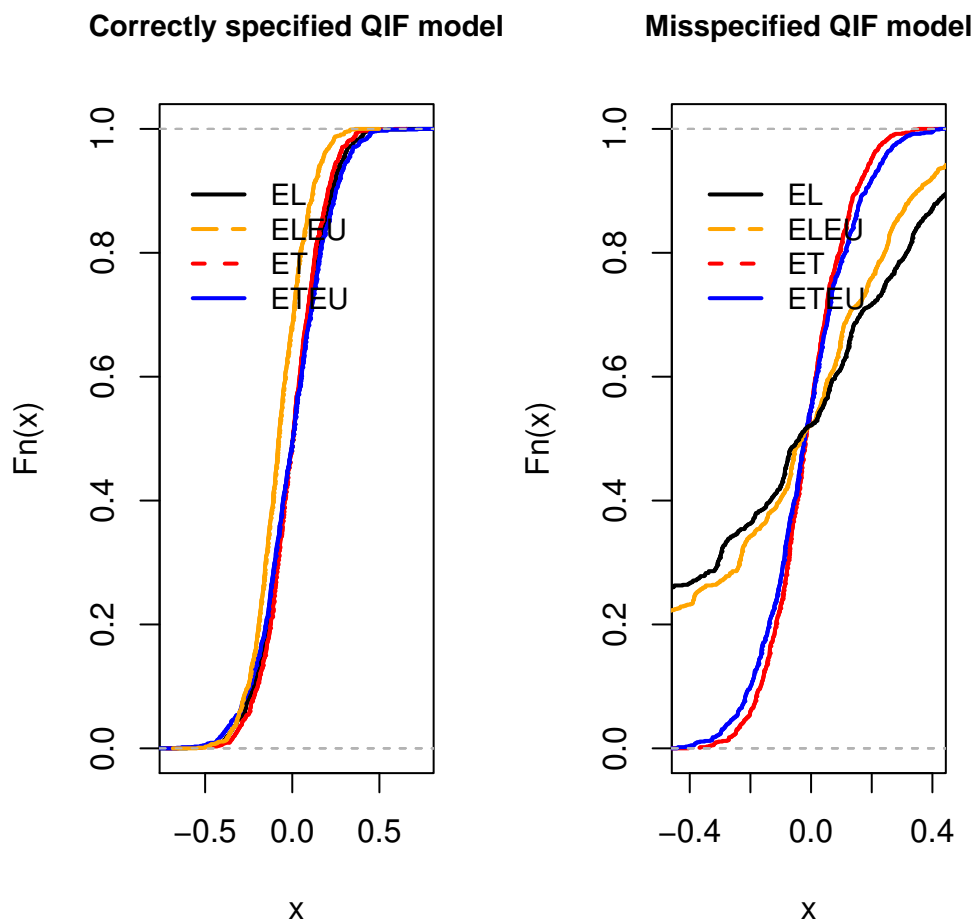 Correctly specified QIF model
Fn(x)
1.0
0.8
0.6
0.4
0.2
0.0
EL
ELEU
ET
ETEU
−0.5 0.0 0.5
x
Misspecified QIF model
Fn(x)
1.0
0.8
0.6
0.4
0.2
0.0
EL
ELEU
ET
ETEU
−0.4 0.0 0.4
x